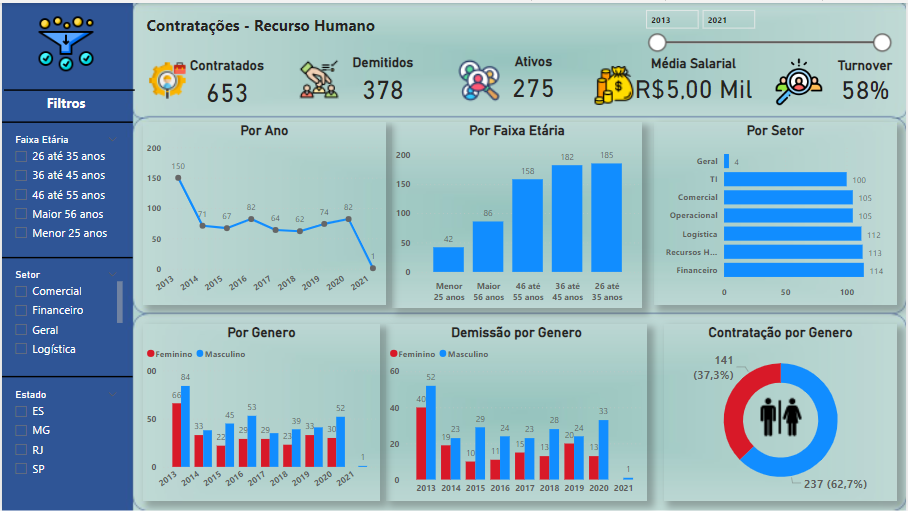 Contratações - Recurso Humano
2013
2021
Contratados
653
Demitidos
378
Ativos
275
Média Salarial
R$5,00 Mil
Turnover
58%
Filtros
Faixa Etária
26 até 35 anos
36 até 45 anos
46 até 55 anos
Maior 56 anos
Menor 25 anos
Setor
Comercial
Financeiro
Geral
Logística
Estado
ES
MG
RJ
SP
Por Ano
200
150
100
50
0
150
71
67
82
64
62
74
82
1
2013
2014
2015
2016
2017
2018
2019
2020
2021
Por Faixa Etária
200
150
100
50
0
42
86
158
182
185
Menor
25 anos
Maior
56 anos
46 até
55 anos
36 até
45 anos
26 até
35 anos
Por Setor
Geral
4
TI
100
Comercial
105
Operacional
105
Logística
112
Recursos H...
113
Financeiro
114
0
50
100
Por Genero
Feminino
Masculino
00
50
0
66
84
33
22
45
29
53
29
23
39
33
30
52
1
2013
2014
2015
2016
2017
2018
2019
2020
2021
Demissão por Genero
Feminino
Masculino
60
40
20
0
40
52
19
23
10
29
11
24
15
23
13
28
20
24
13
33
1
2013
2014
2015
2016
2017
2018
2019
2020
2021
Contratação por Genero
141
(37,3%)
237 (62,7%)